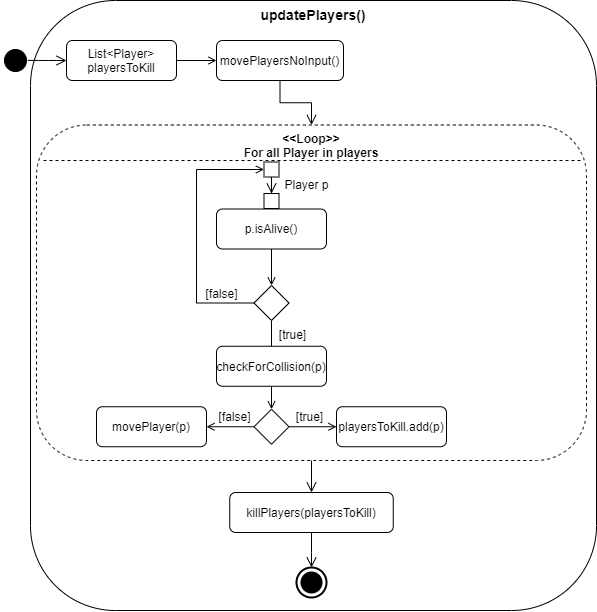 updatePlayers()
List<Player>
playersToKill
movePlayersNoInput()
<<Loop>>
For all Player in players
Player p
p.isAlive()
[false]
[true]
checkForCollision(p)
[false]
[true]
movePlayer(p)
playersToKill.add(p)
killPlayers(playersToKill)